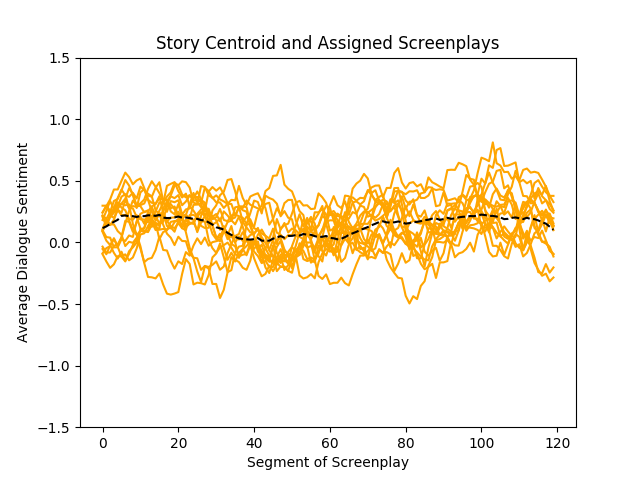 Story Centroid and Assigned Screenplays
1.5
1.0
0.5
0.0
−0.5
−1.0
−1.5
Average Dialogue Sentiment
0 20 40 60 80 100 120
Segment of Screenplay